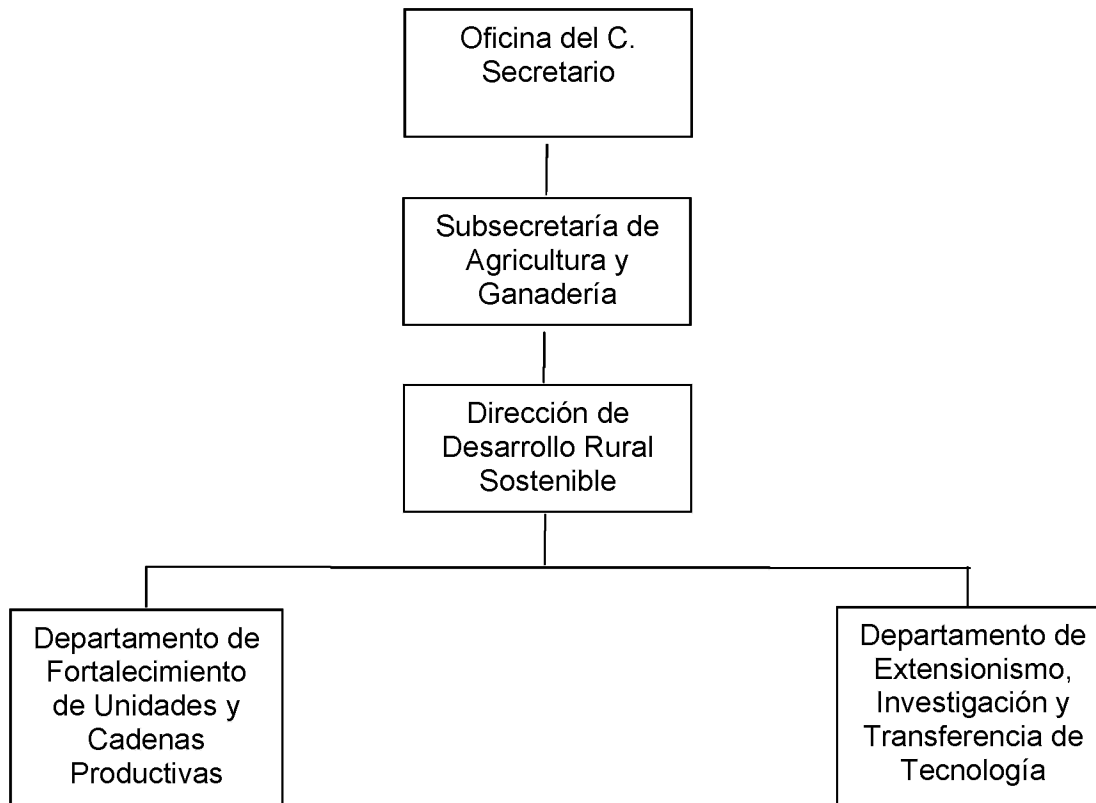 Oficina del C.
Secretario
Subsecretaría de
Agricultura y
Ganadería
Dirección de
Desarrollo Rural
Sostenible
Departamento de
Fortalecimiento
de Unidades y
Cadenas
Productivas
Departamento de
Extensionismo,
Investigación y
Transferencia de
Tecnología